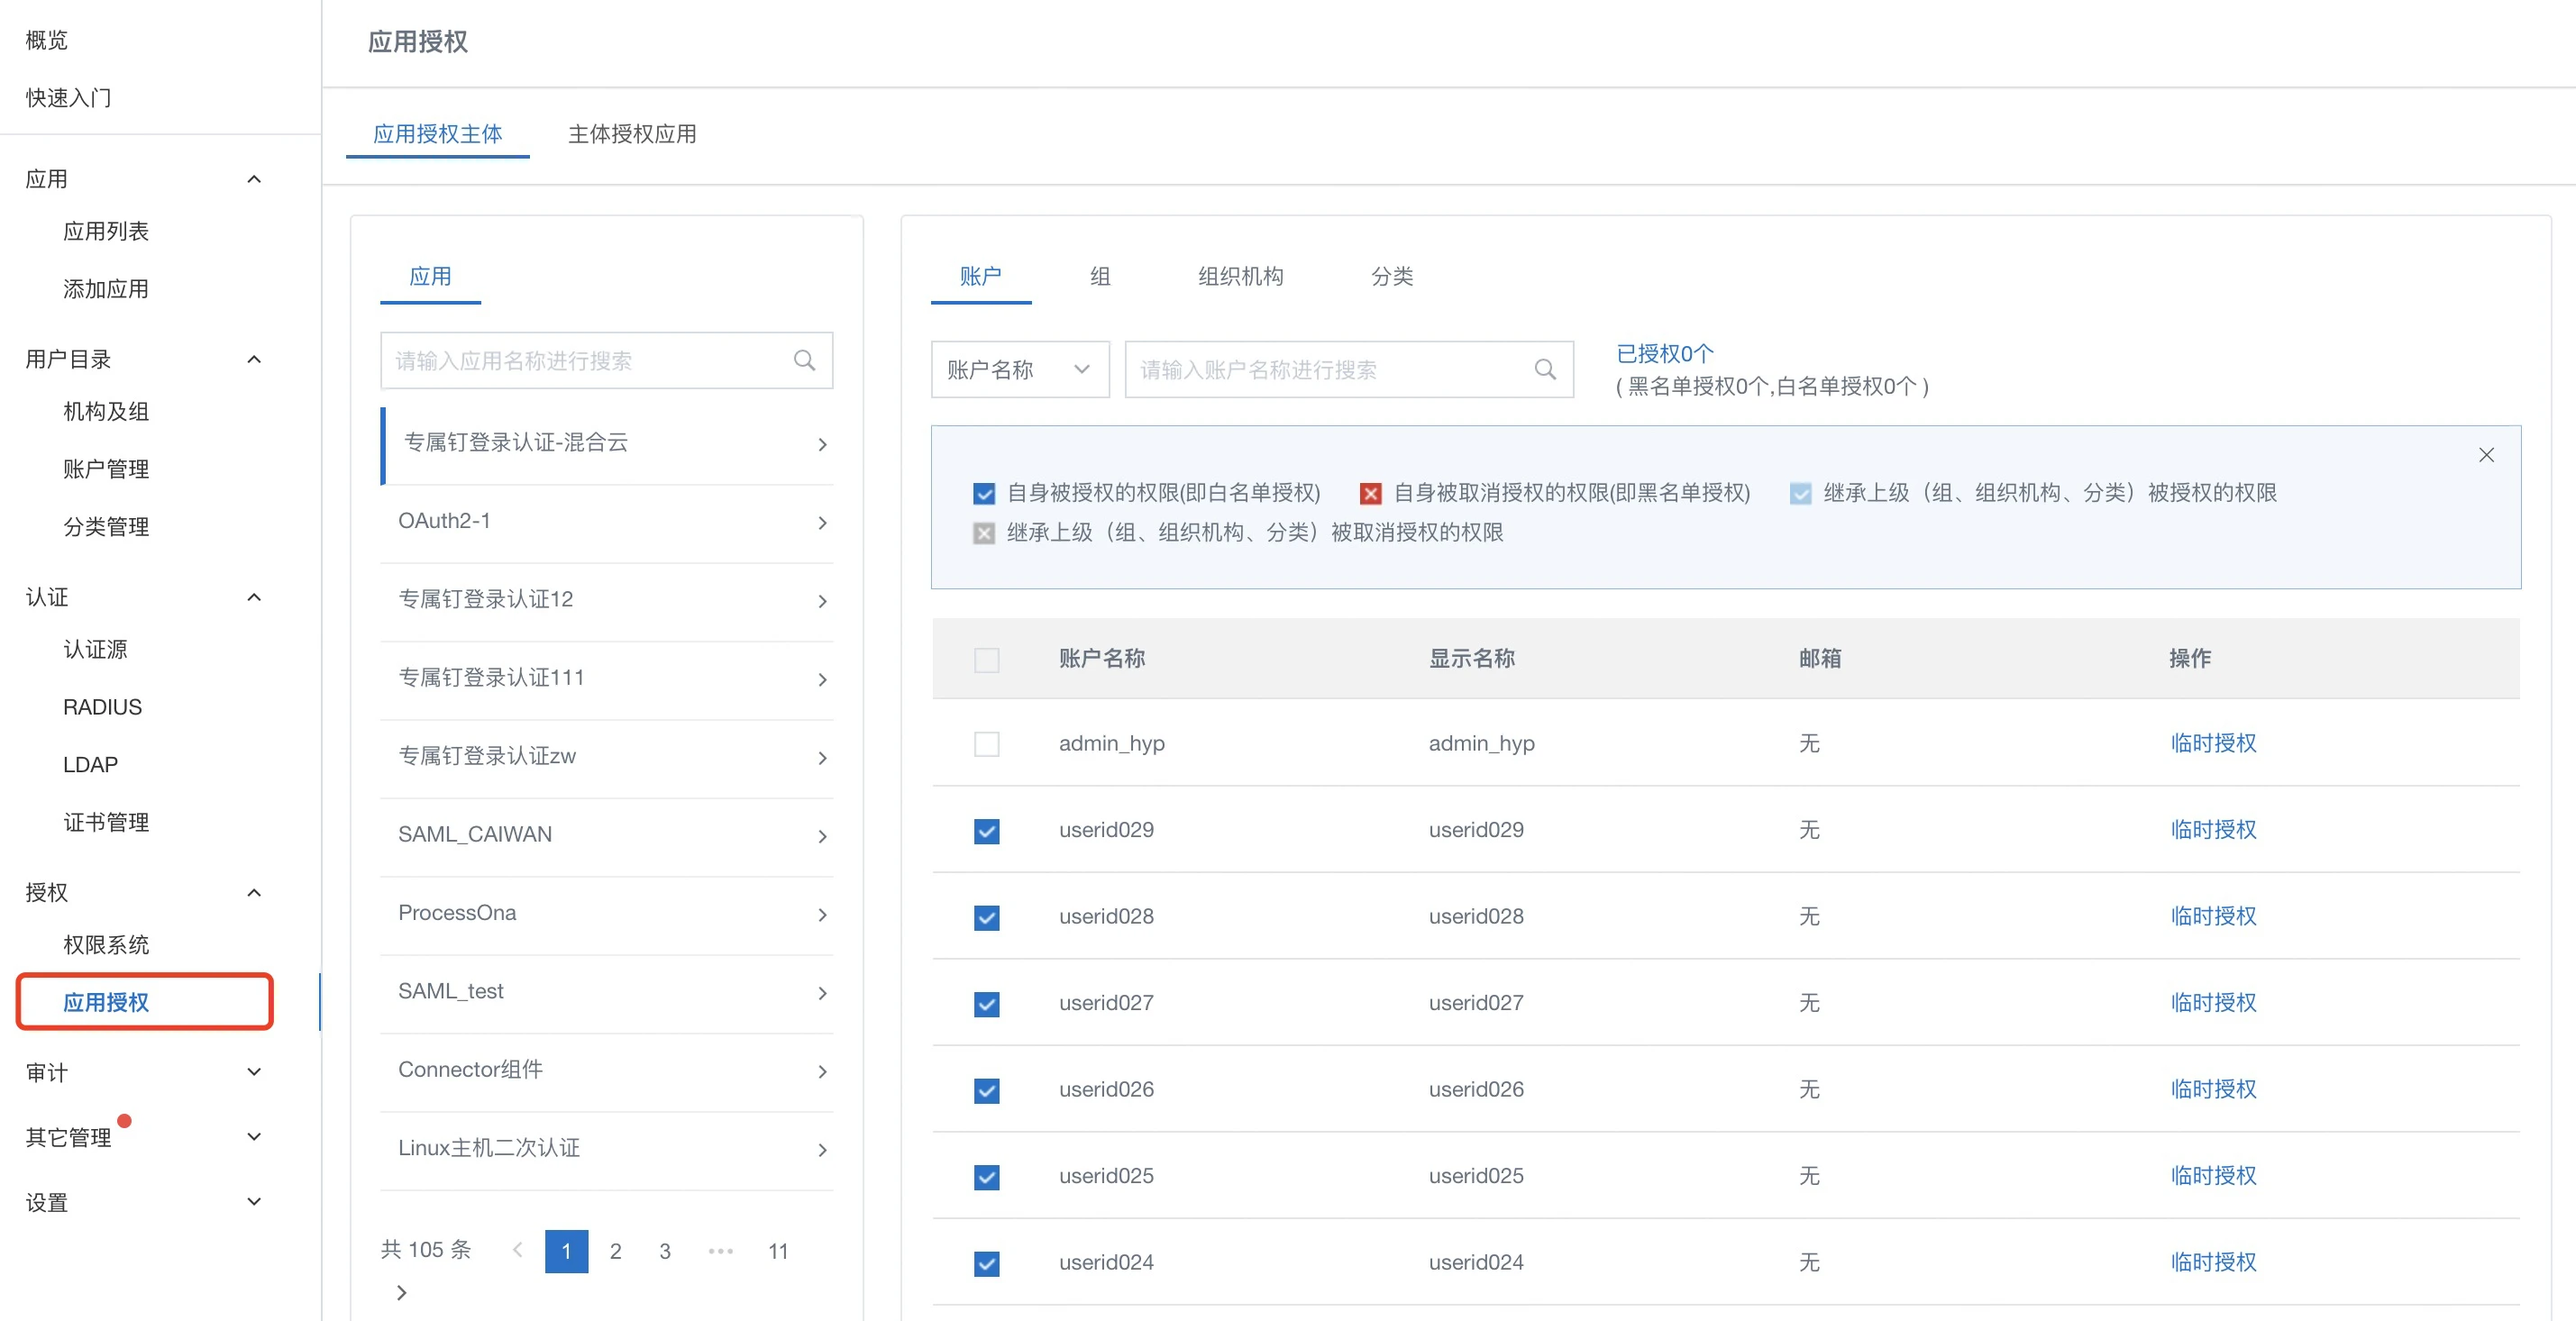 概览
快速入门
应用
应用列表
添加应用
用户目录
机构及组
账户管理
分类管理
认证
认证源
RADIUS
LDAP
证书管理
授权
权限系统
应用授权
审计
其它管理
设置
应用授权
应用授权主体 主体授权应用
应用
请输入应用名称进行搜索
专属钉登录认证-混合云
OAuth2-1
专属钉登录认证12
专属钉登录认证111
专属钉登录认证zw
SAML_CAIWAN
ProcessOna
SAML_test
Connector组件
Linux主机二次认证
共 105 条 1 2 3 ••• 11
账户 组 组织机构 分类
账户名称 请输入账户名称进行搜索
已授权0个
( 黑名单授权0个,白名单授权0个 )
自身被授权的权限(即白名单授权) 自身被取消授权的权限(即黑名单授权) 继承上级（组、组织机构、分类）被授权的权限
继承上级（组、组织机构、分类）被取消授权的权限
账户名称 显示名称 邮箱 操作
admin_hyp admin_hyp 无 临时授权
userid029 userid029 无 临时授权
userid028 userid028 无 临时授权
userid027 userid027 无 临时授权
userid026 userid026 无 临时授权
userid025 userid025 无 临时授权
userid024 userid024 无 临时授权